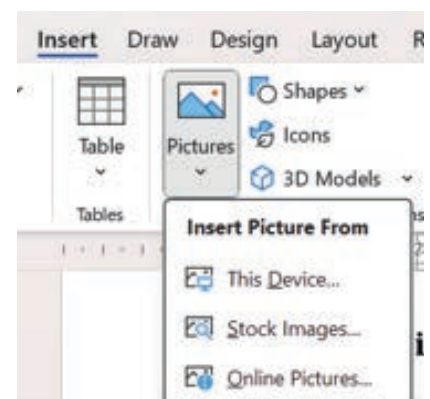 Insert Draw Design Layout R
Shapes
Icons
3D Models
Table
Pictures
Tables
Insert Picture From
This Device...
Stock Images...
Online Pictures...